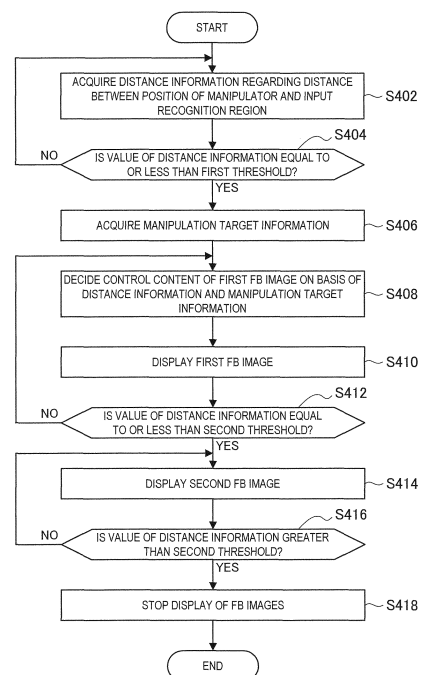 START
ACQUIRE DISTANCE INFORMATION REGARDING DISTANCE
BETWEEN POSITION OF MANIPULATOR AND INPUT
RECOGNITION REGION
S402
S404
IS VALUE OF DISTANCE INFORMATION EQUAL TO
OR LESS THAN FIRST THRESHOLD?
NO
YES
ACQUIRE MANIPULATION TARGET INFORMATION
S406
DECIDE CONTROL CONTENT OF FIRST FB IMAGE ON BASIS OF
DISTANCE INFORMATION AND MANIPULATION TARGET
INFORMATION
S408
DISPLAY FIRST FB IMAGE
S410
S412
IS VALUE OF DISTANCE INFORMATION EQUAL
TO OR LESS THAN SECOND THRESHOLD?
NO
YES
DISPLAY SECOND FB IMAGE
S414
S416
IS VALUE OF DISTANCE INFORMATION GREATER
THAN SECOND THRESHOLD?
NO
YES
STOP DISPLAY OF FB IMAGES
S418
END